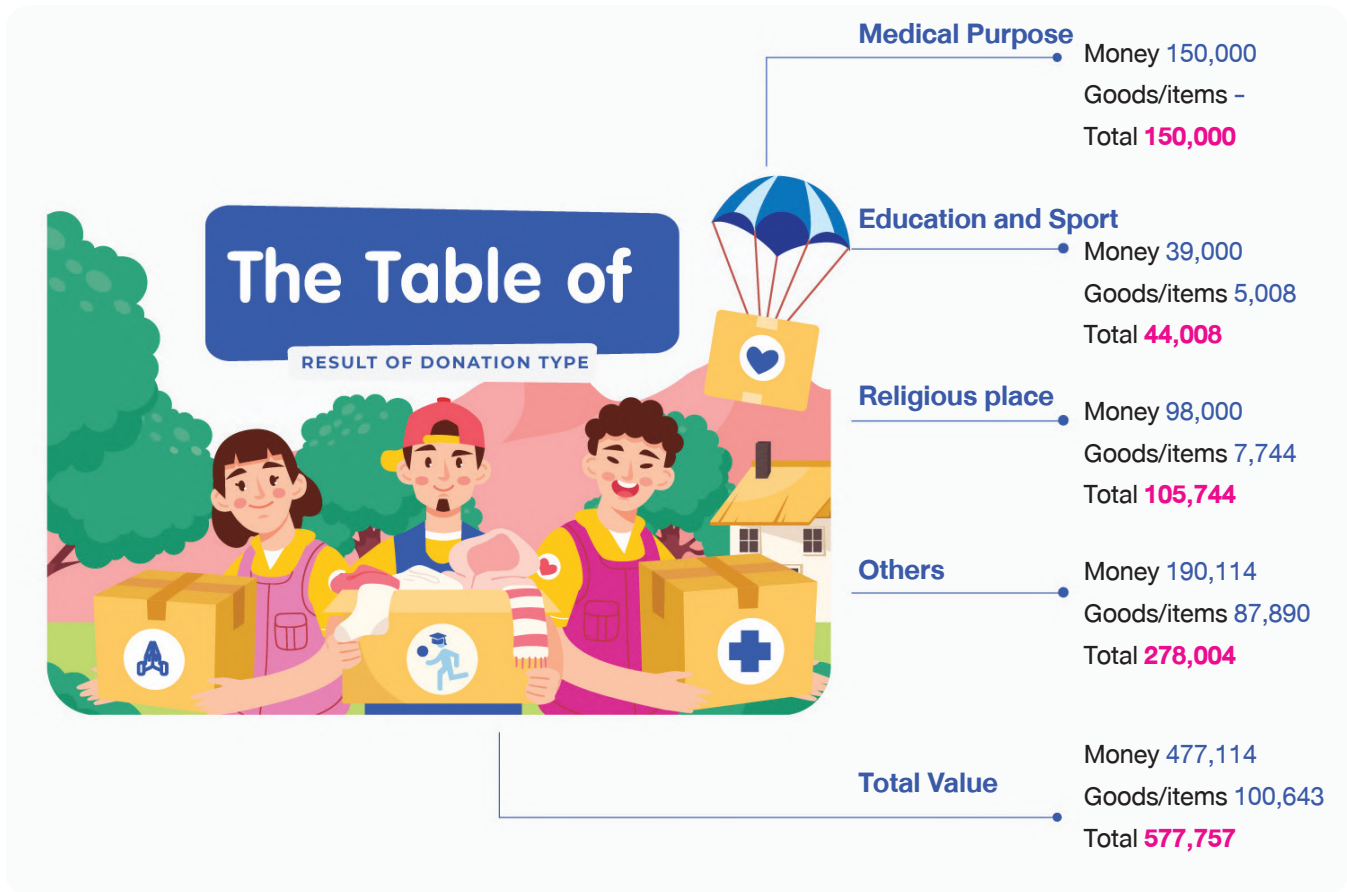 The Table of
RESULT OF DONATION TYPE
Medical Purpose
Money 150,000
Goods/items -
Total 150,000
Education and Sport
Money 39,000
Goods/items 5,008
Total 44,008
Religious place
Money 98,000
Goods/items 7,744
Total 105,744
Others
Money 190,114
Goods/items 87,890
Total 278,004
Total Value
Money 477,114
Goods/items 100,643
Total 577,757